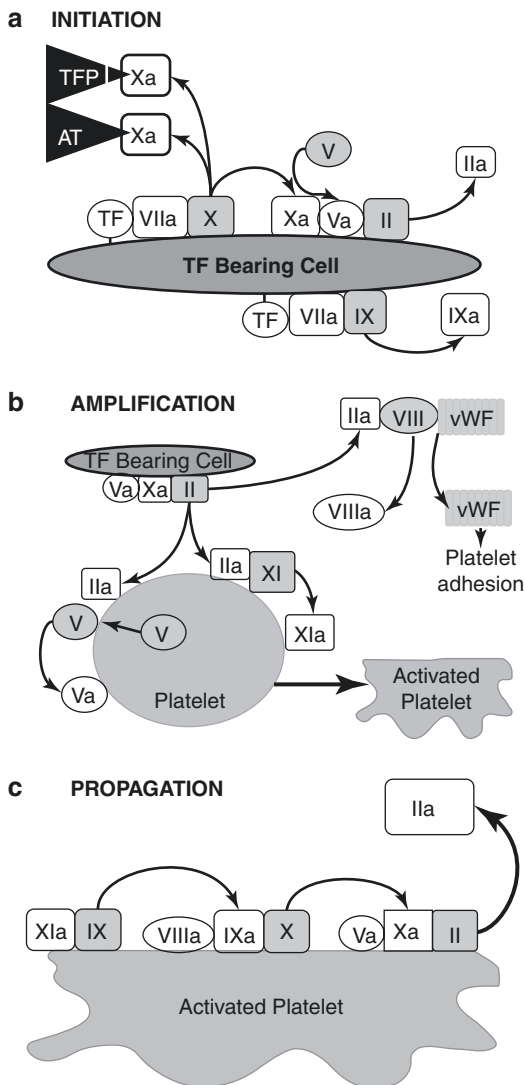 a INITIATION
TFP Xa
AT Xa
V
IIa
TF VIIa X Xa Va II
TF Bearing Cell
TF VIIa IX IXa
b AMPLIFICATION
IIa VIII vWF
TF Bearing Cell
Va Xa II
VIIIa vWF
Platelet
adhesion
IIa IIa XI
V V XIa
Va Platelet
Activated
Platelet
c PROPAGATION
IIa
XIa IX VIIIa IXa X Va Xa II
Activated Platelet